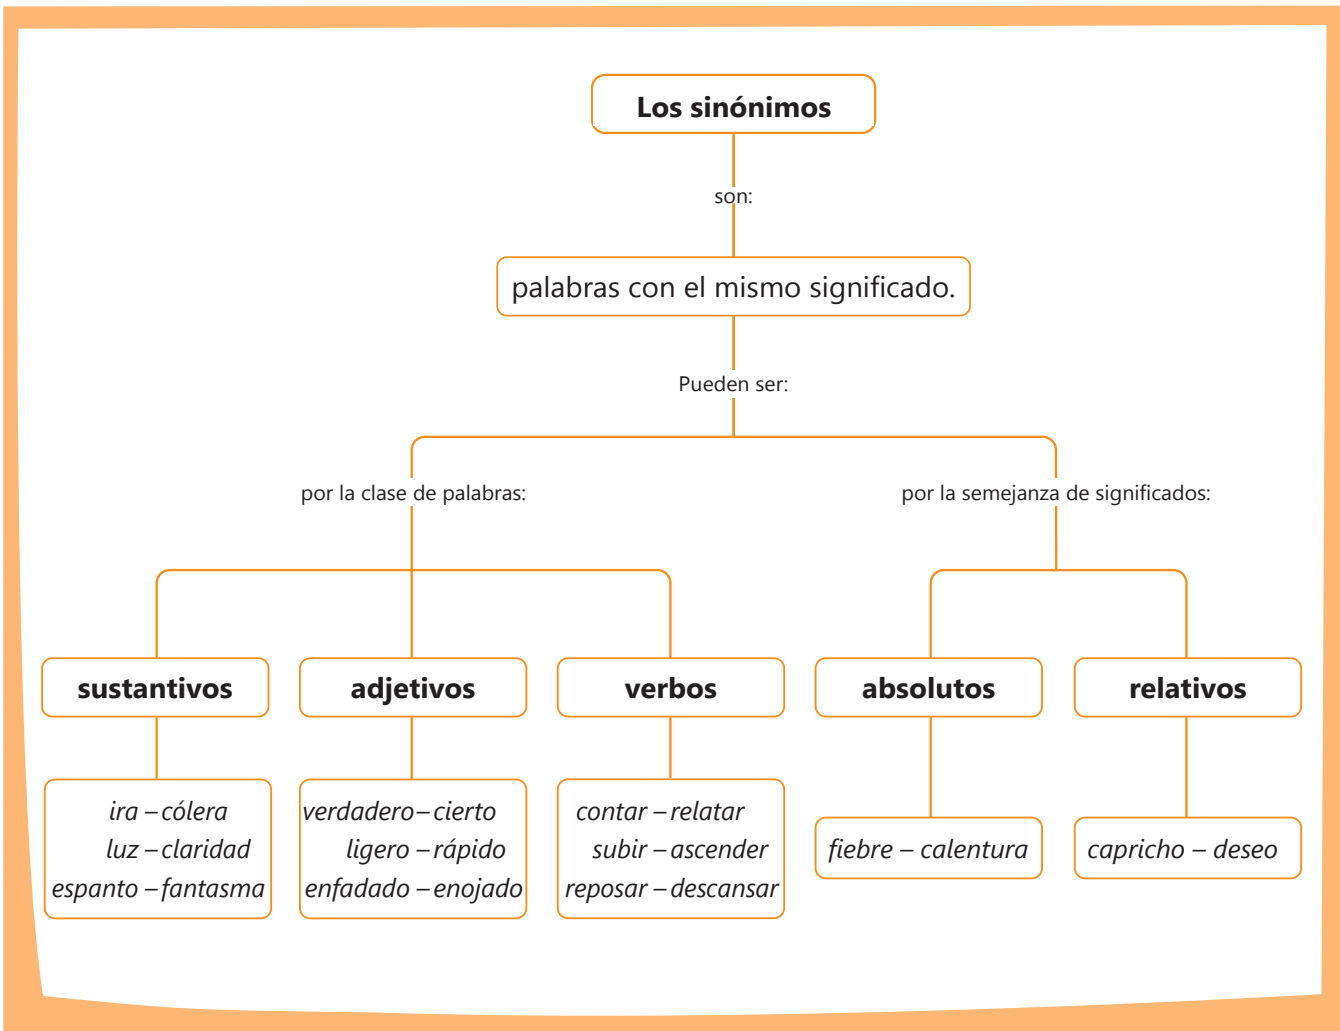 Los sinónimos
son:
palabras con el mismo significado.
Pueden ser:
por la clase de palabras:
por la semejanza de significados:
sustantivos
adjetivos
verbos
absolutos
relativos
ira – cólera
luz – claridad
espanto – fantasma
verdadero – cierto
ligero – rápido
enfadado – enojado
contar – relatar
subir – ascender
reposar – descansar
fiebre – calentura
capricho – deseo